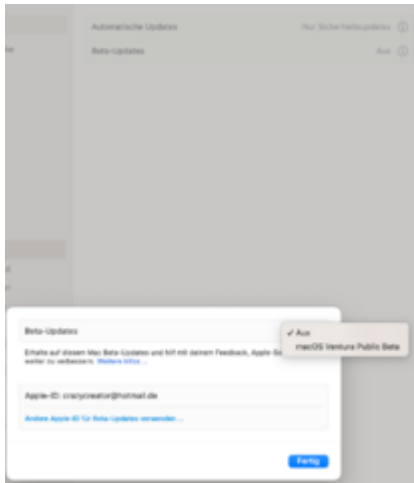 Automatische Updates Nur Sicherheitsupdates
Beta-Updates Aus
Beta-Updates
✓ Aus
macOS Ventura Public Beta
Erhalte auf diesem Mac Beta-Updates und hilf mit deinem Feedback, Apple
weiter zu verbessern. Weitere Infos ...
Apple-ID: crazycreator@hotmail.de
Andere Apple-ID für Beta-Updates verwenden ...
Fertig